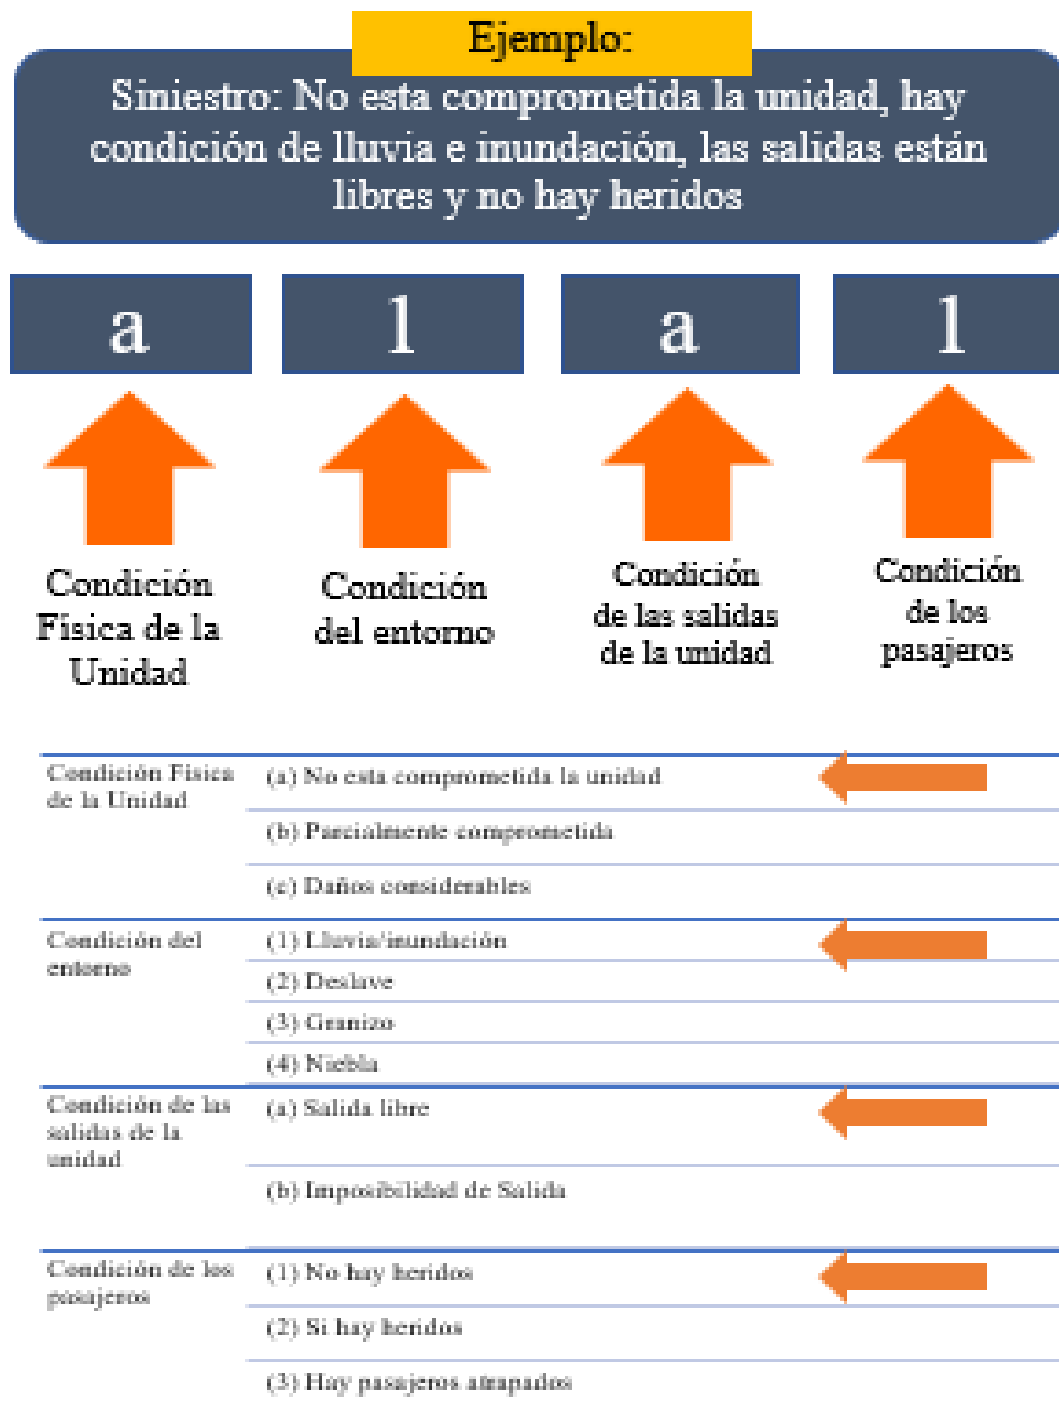 Ejemplo:
Siniestro: No esta comprometida la unidad, hay
condición de lluvia e inundación, las salidas están
libres y no hay heridos
a 1 a 1
Condición
Física de la
Unidad
Condición
del entorno
Condición
de las salidas
de la unidad
Condición
de los
pasajeros
Condición Física
de la Unidad
(a) No esta comprometida la unidad
(b) Parcialmente comprometida
(c) Daños considerables
Condición del
entorno
(1) Lluvia/inundación
(2) Deslave
(3) Granizo
(4) Niebla
Condición de las
salidas de la
unidad
(a) Salida libre
(b) Imposibilidad de Salida
Condición de los
pasajeros
(1) No hay heridos
(2) Si hay heridos
(3) Hay pasajeros atrapados